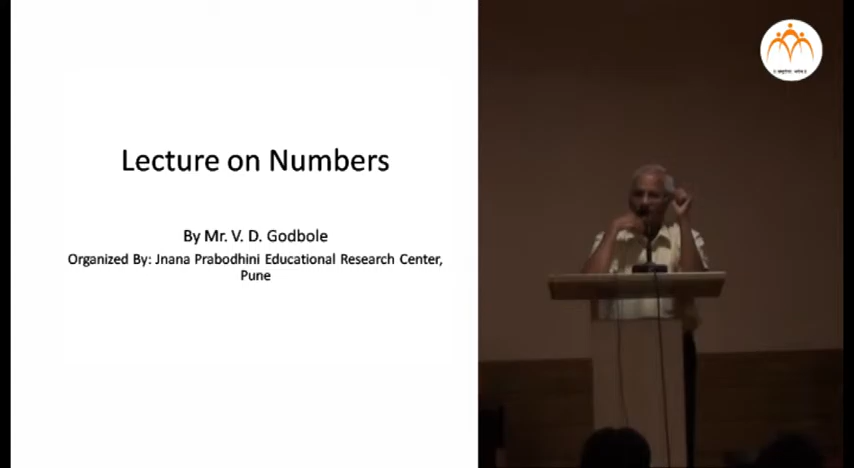 Lecture on Numbers
By Mr. V. D. Godbole
Organized By: Jnana Prabodhini Educational Research Center,
Pune